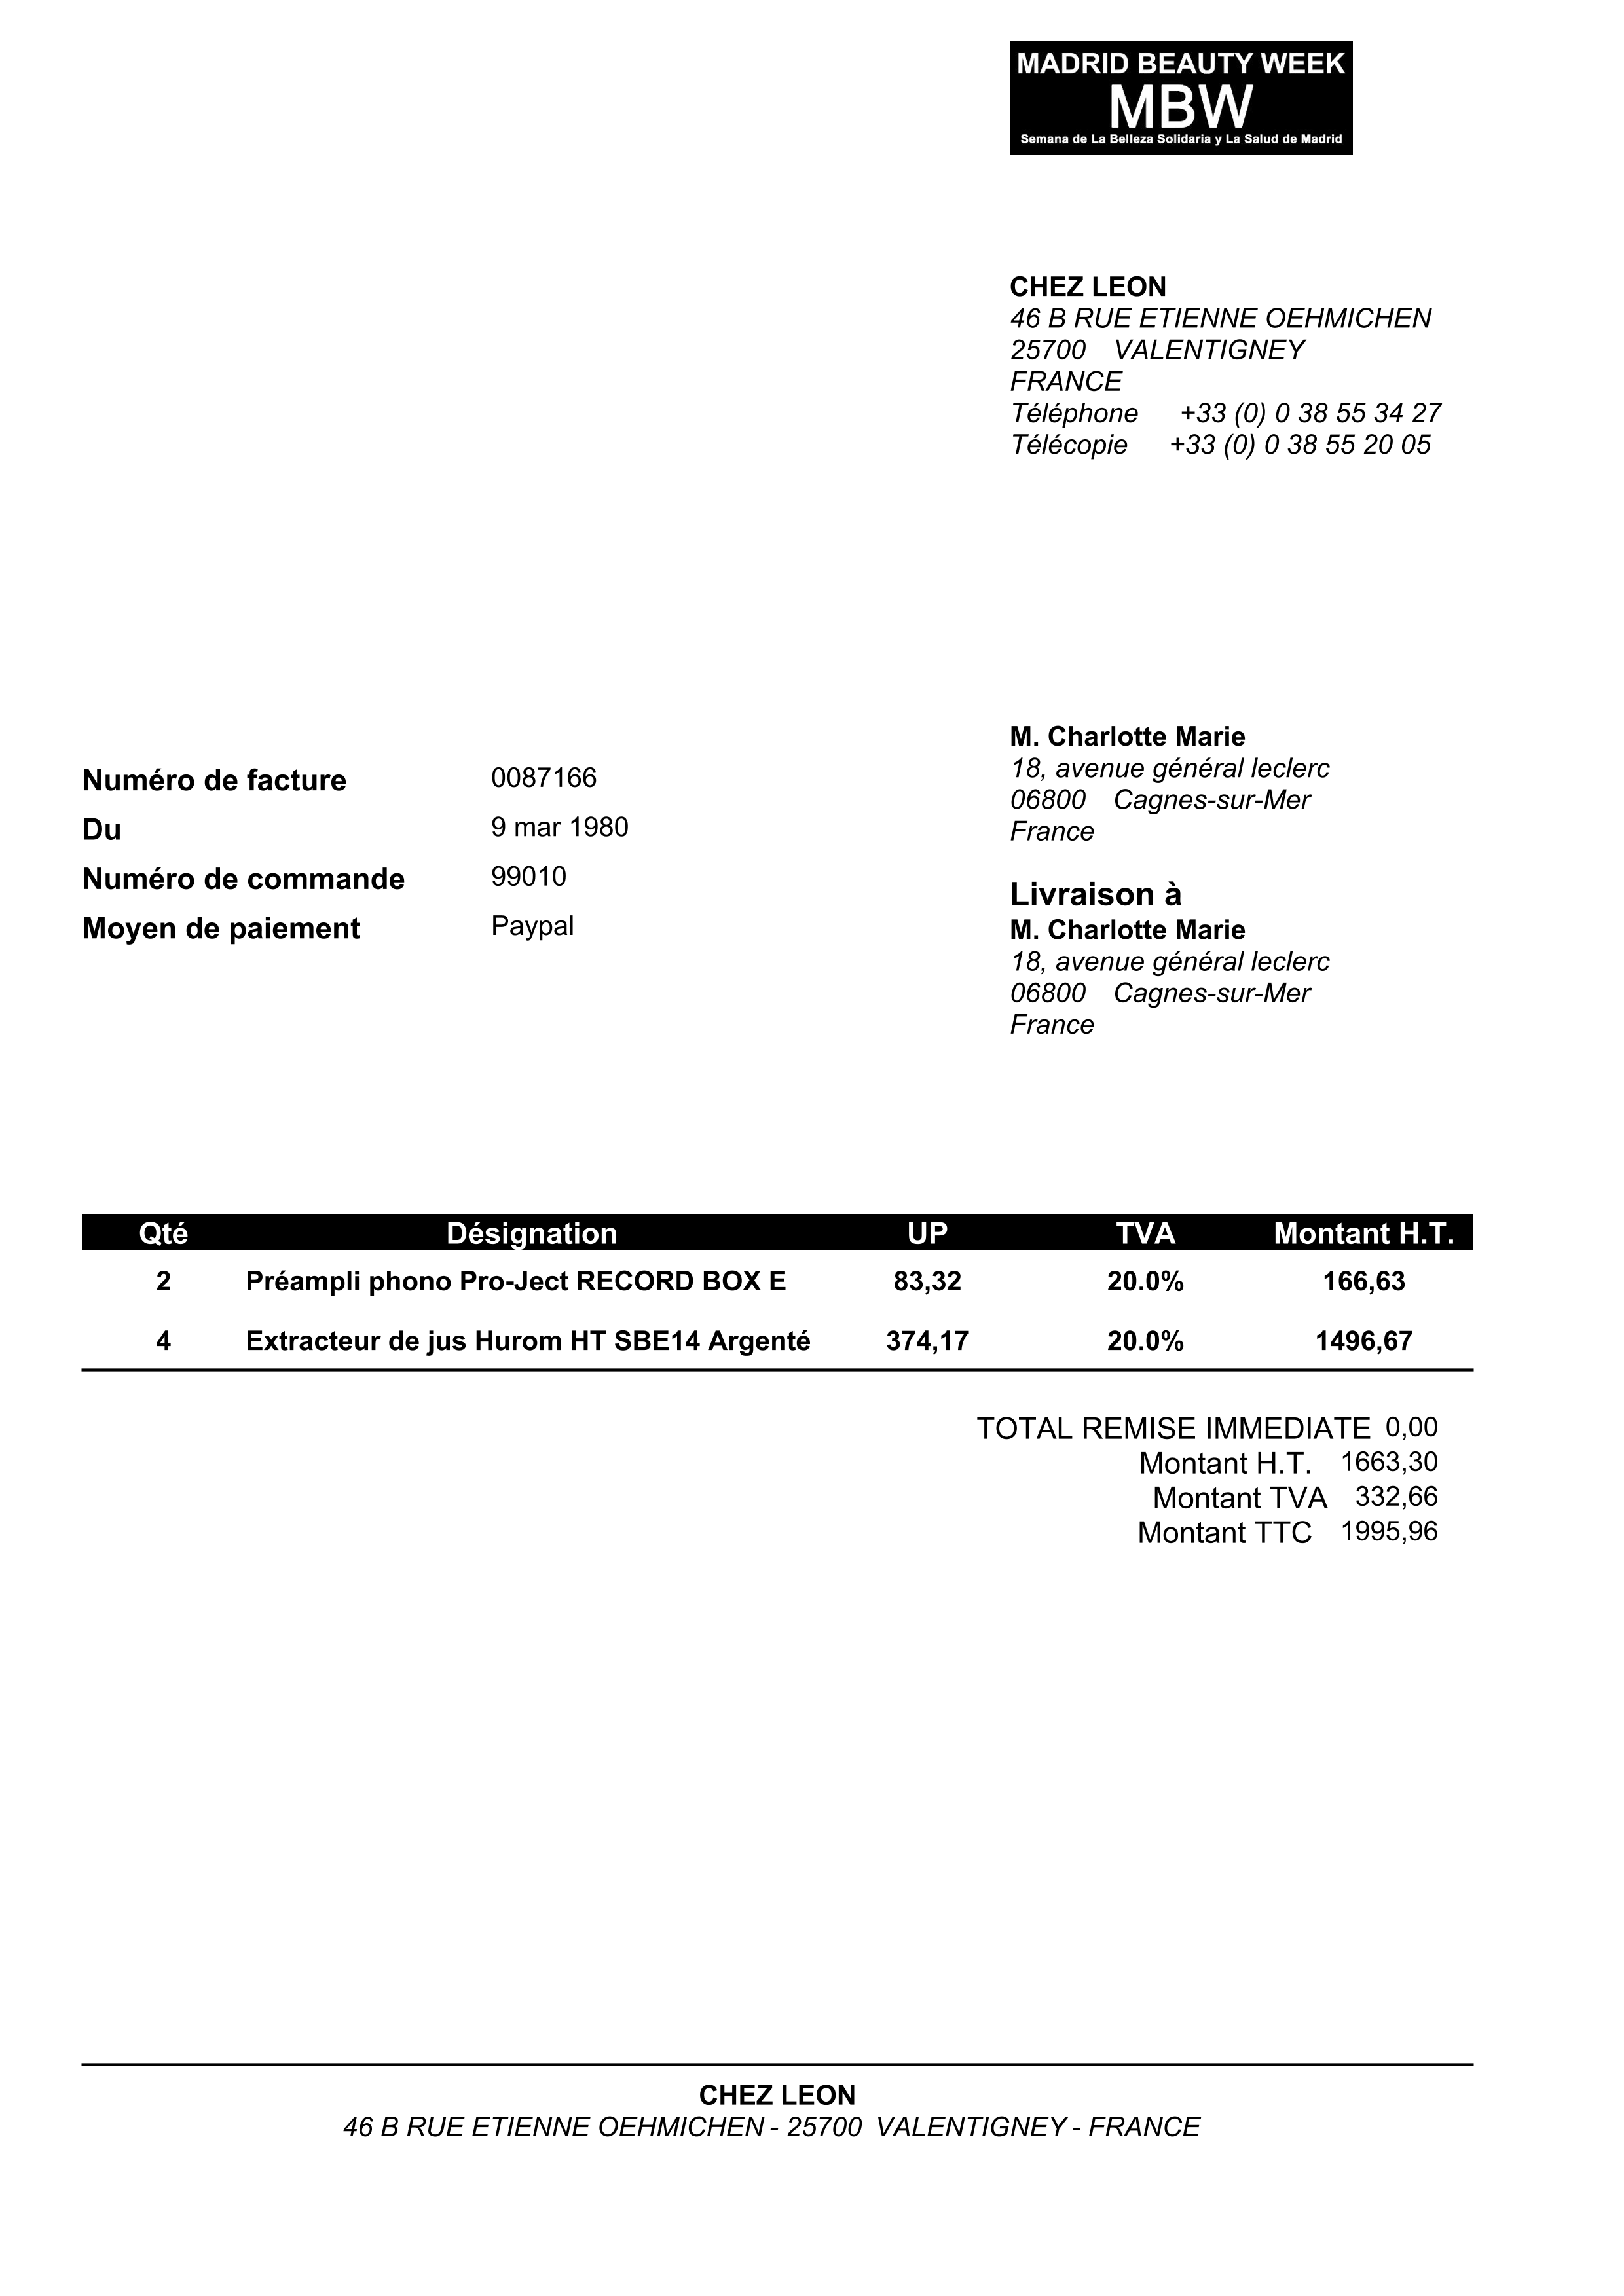 MADRID BEAUTY WEEK
MBW
Semana de La Belleza Solidaria y La Salud de Madrid
CHEZ LEON
46 B RUE ETIENNE OEHMICHEN
25700 VALENTIGNEY
FRANCE
Téléphone +33 (0) 0 38 55 34 27
Télécopie +33 (0) 0 38 55 20 05
M. Charlotte Marie
18, avenue général leclerc
06800 Cagnes-sur-Mer
France
Numéro de facture 0087166
Du 9 mar 1980
Numéro de commande 99010
Moyen de paiement Paypal
Livraison à
M. Charlotte Marie
18, avenue général leclerc
06800 Cagnes-sur-Mer
France
Qté Désignation UP TVA Montant H.T.
2 Préampli phono Pro-Ject RECORD BOX E 83,32 20.0% 166,63
4 Extracteur de jus Hurom HT SBE14 Argenté 374,17 20.0% 1496,67
TOTAL REMISE IMMEDIATE 0,00
Montant H.T. 1663,30
Montant TVA 332,66
Montant TTC 1995,96
CHEZ LEON
46 B RUE ETIENNE OEHMICHEN - 25700 VALENTIGNEY - FRANCE